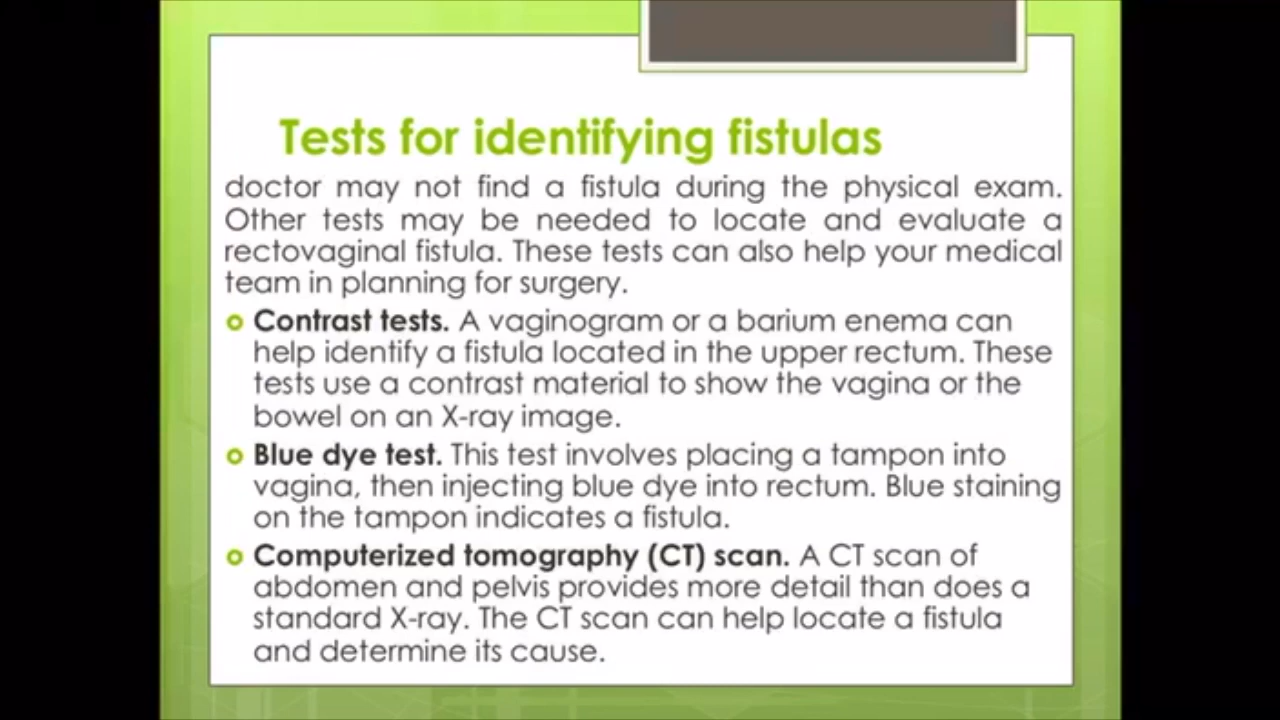 Tests for identifying fistulas
doctor may not find a fistula during the physical exam.
Other tests may be needed to locate and evaluate a
rectovaginal fistula. These tests can also help your medical
team in planning for surgery.
Contrast tests. A vaginogram or a barium enema can
help identify a fistula located in the upper rectum. These
tests use a contrast material to show the vagina or the
bowel on an X-ray image.
Blue dye test. This test involves placing a tampon into
vagina, then injecting blue dye into rectum. Blue staining
on the tampon indicates a fistula.
Computerized tomography (CT) scan. A CT scan of
abdomen and pelvis provides more detail than does a
standard X-ray. The CT scan can help locate a fistula
and determine its cause.